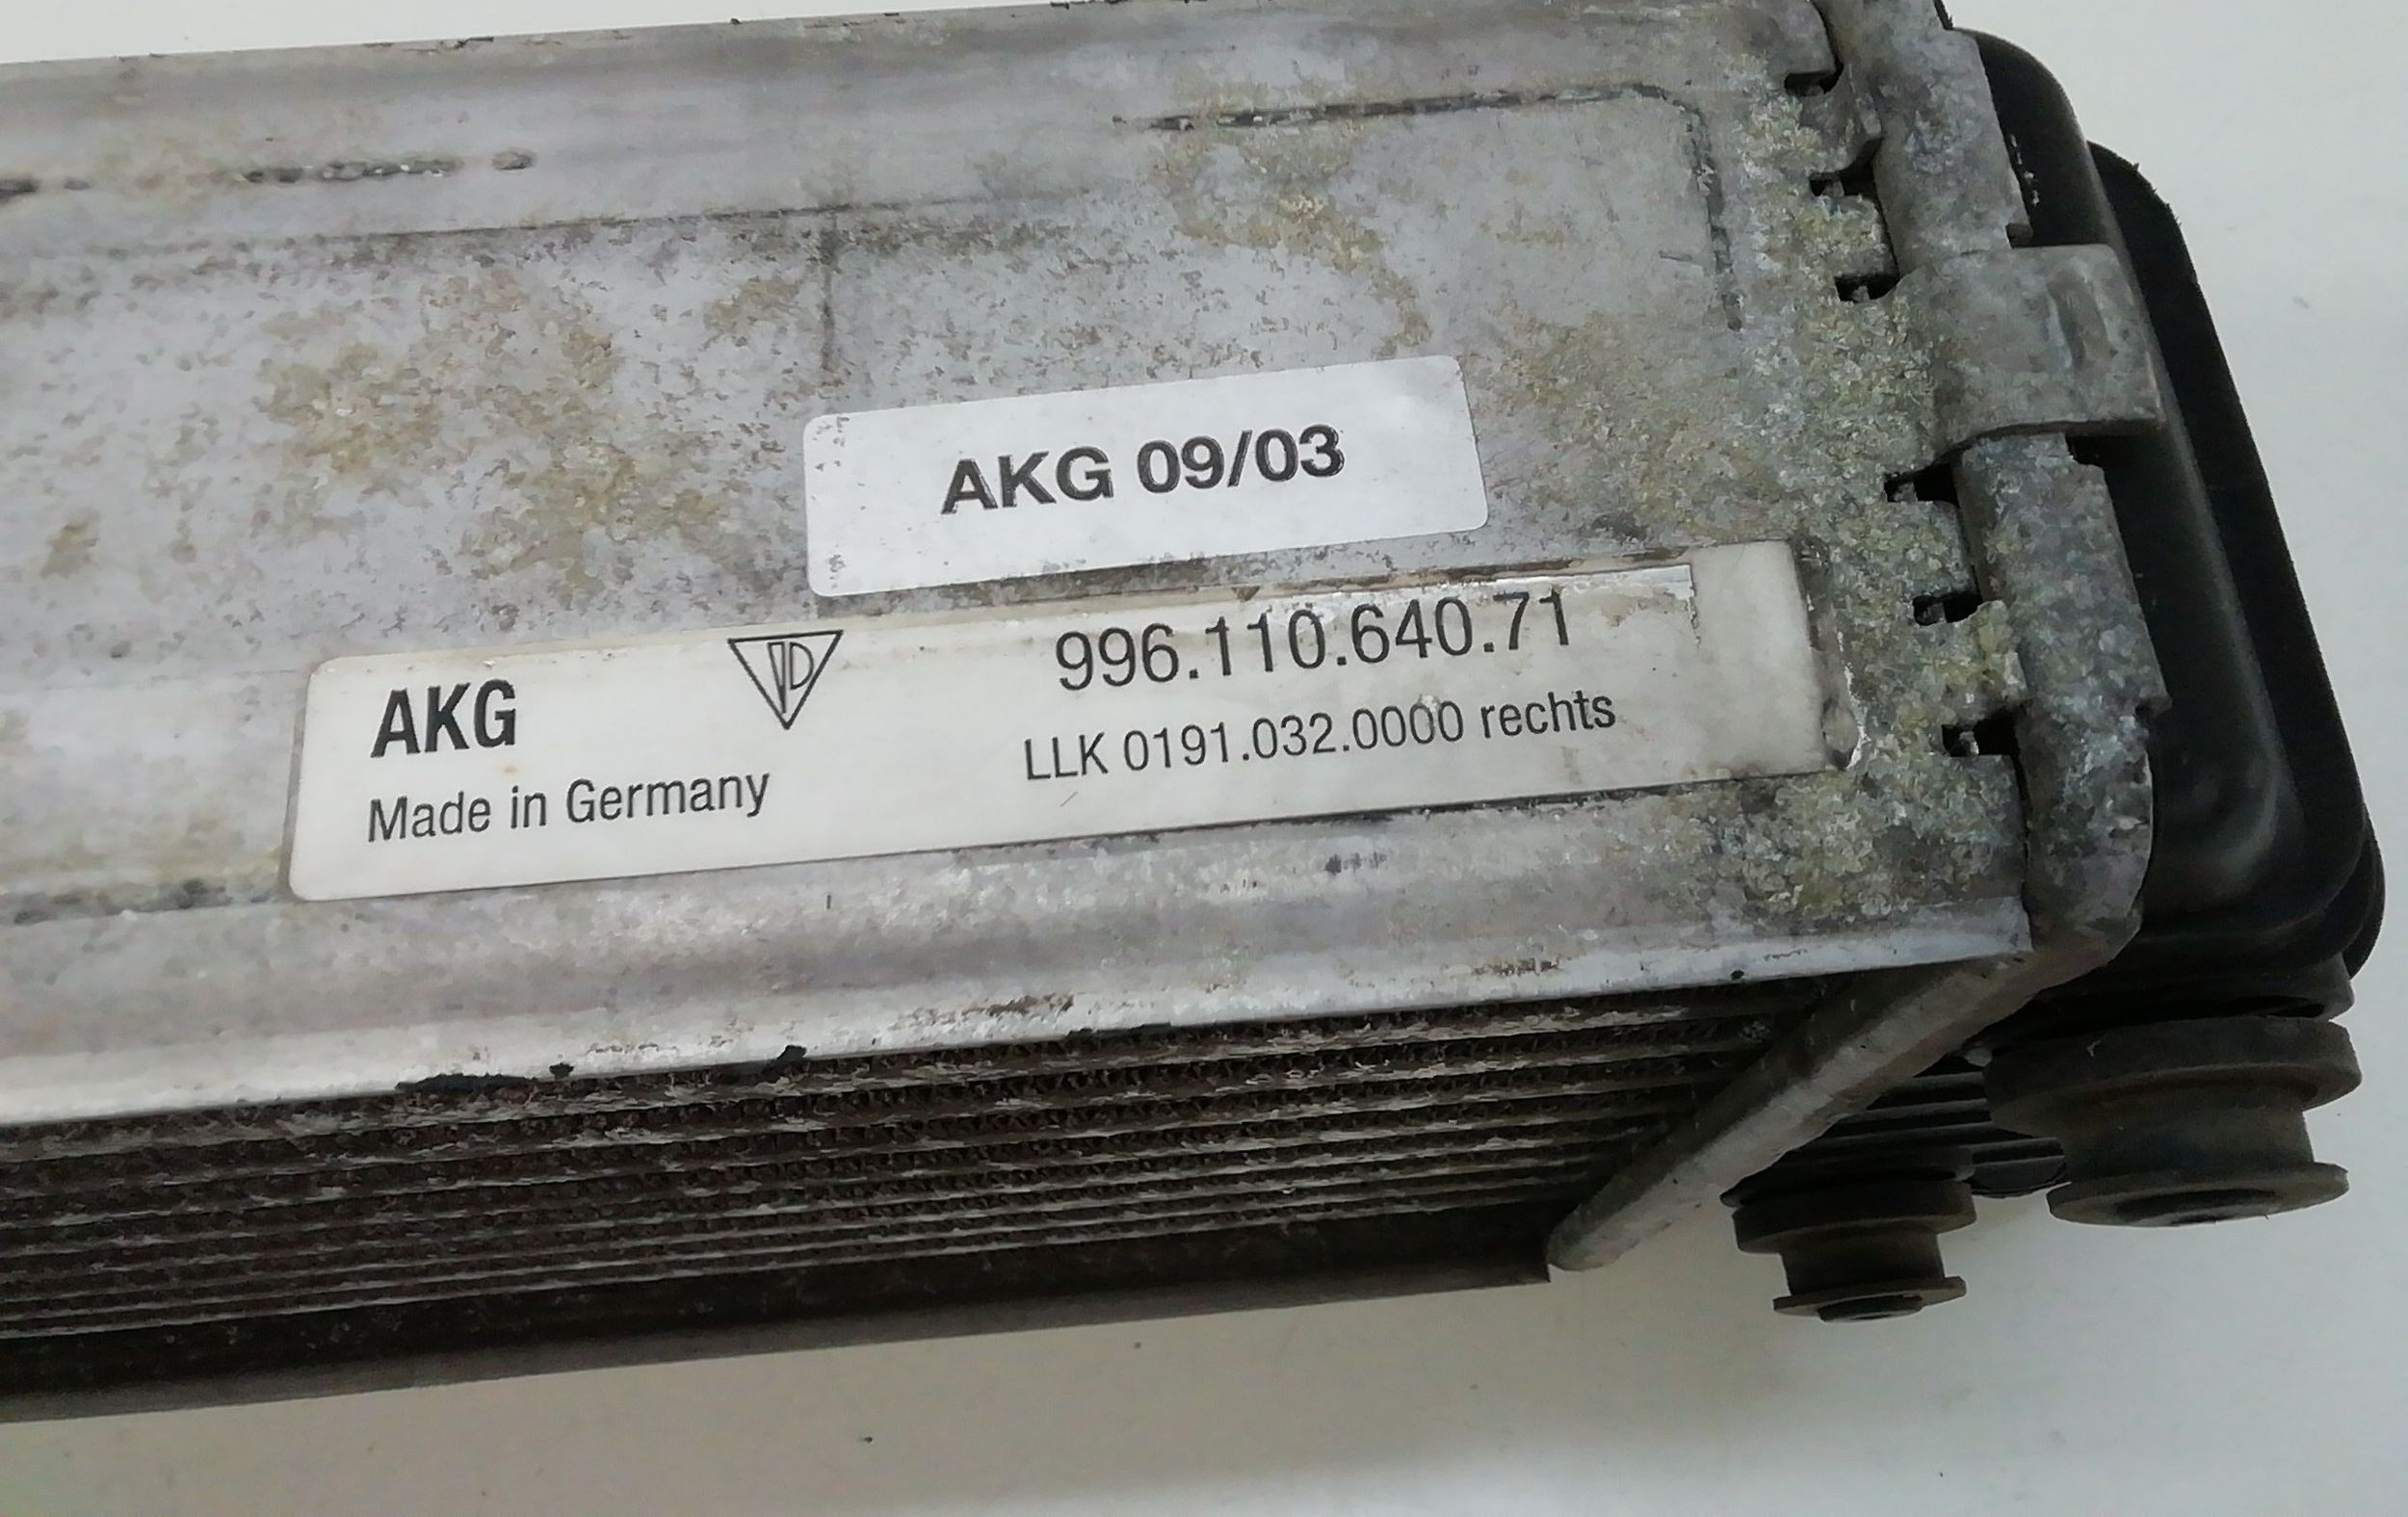 AKG 09/03
AKG
Made in Germany
996.110.640.71
LLK 0191.032.0000 rechts